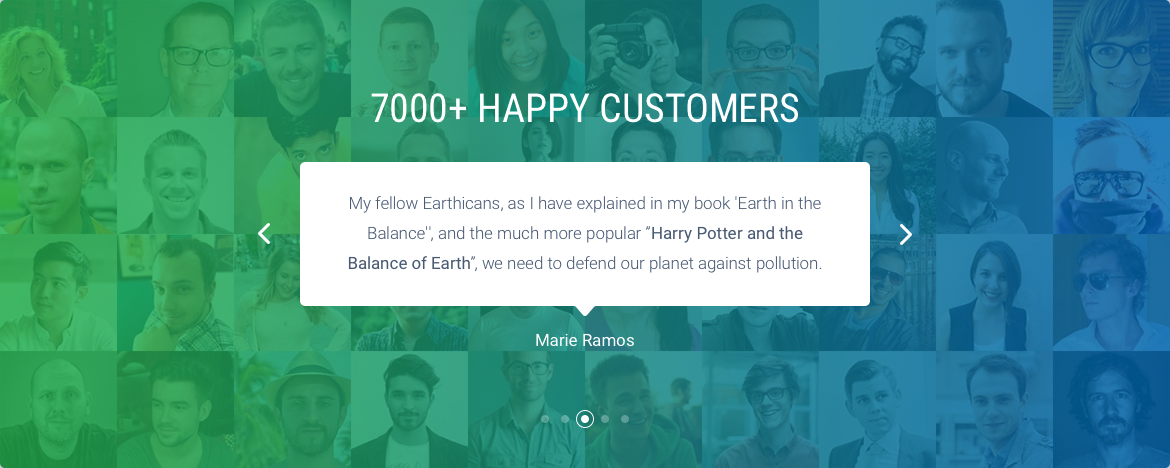 7000+ HAPPY CUSTOMERS
My fellow Earthicans, as I have explained in my book 'Earth in the
Balance'', and the much more popular ”Harry Potter and the
Balance of Earth”, we need to defend our planet against pollution.
Marie Ramos